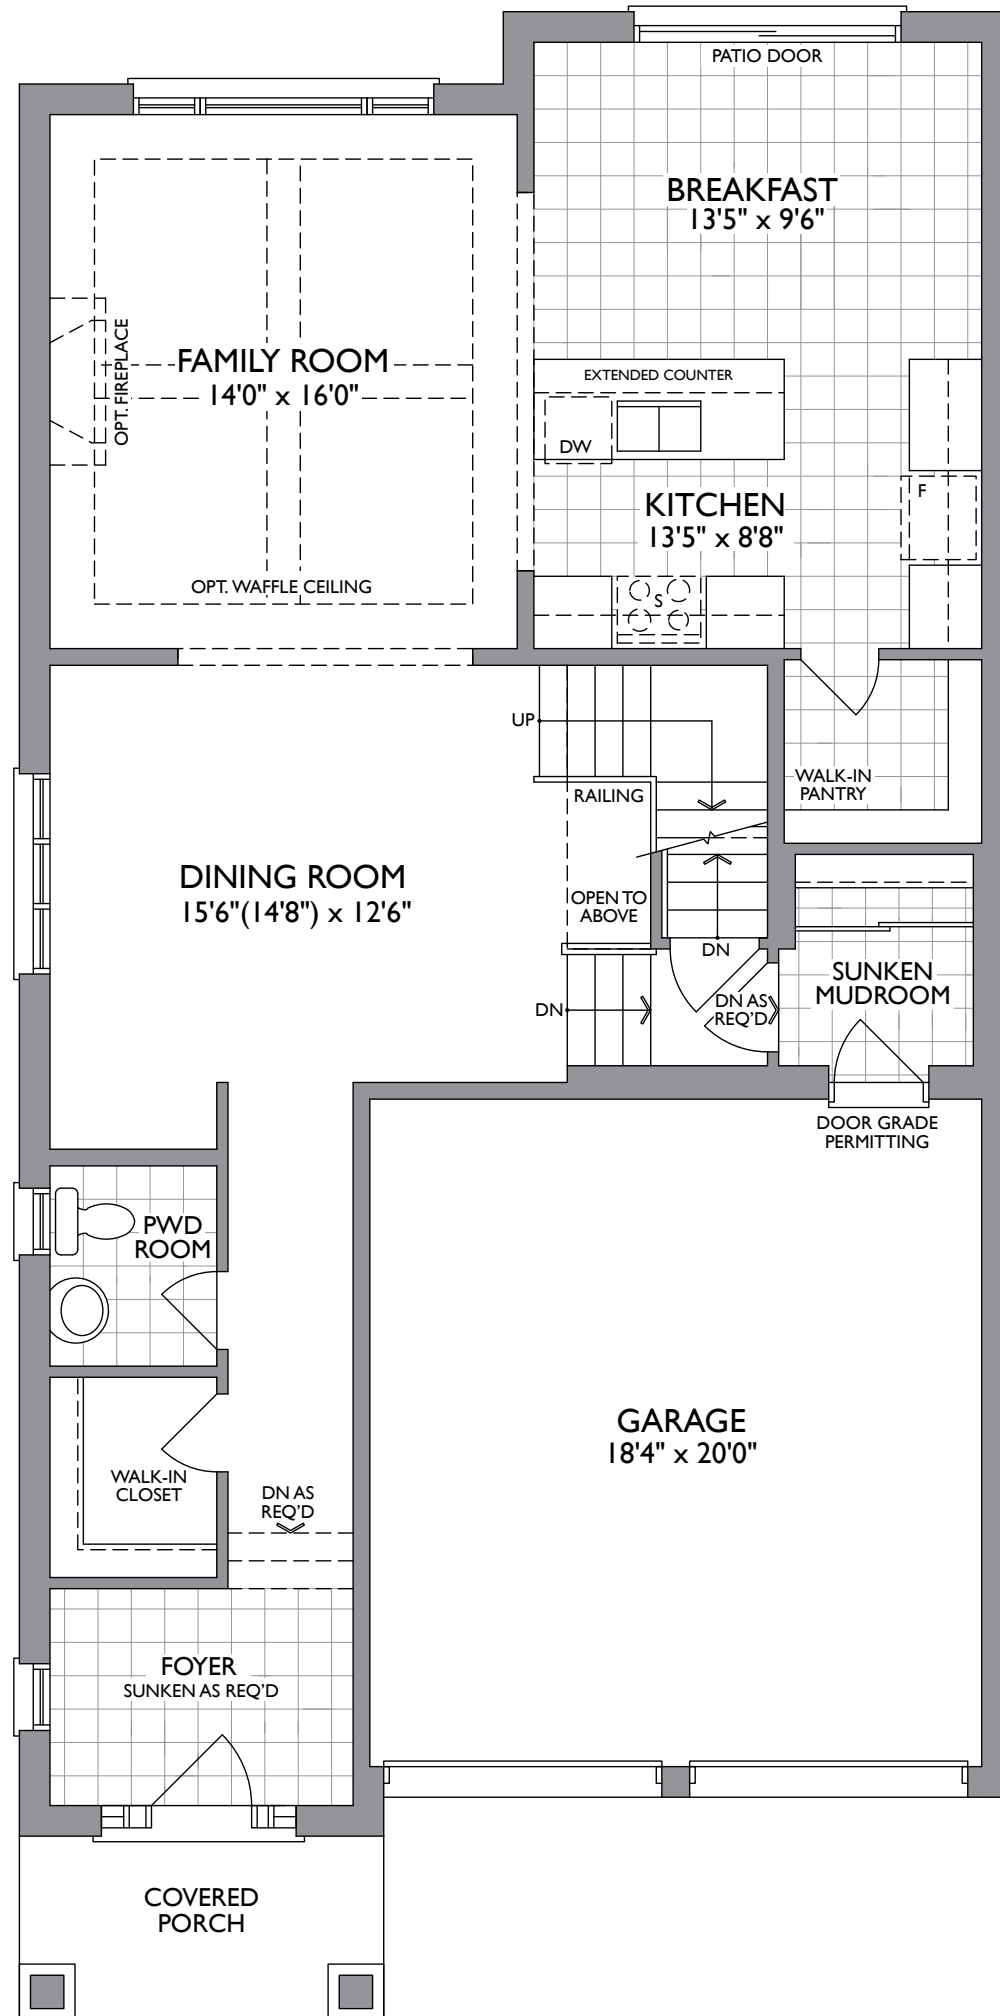 PATIO DOOR
BREAKFAST
13'5" x 9'6"
FAMILY ROOM
14'0" x 16'0"
OPT. FIREPLACE
OPT. WAFFLE CEILING
EXTENDED COUNTER
DW
KITCHEN
13'5" x 8'8"
F
S
UP
RAILING
WALK-IN
PANTRY
DINING ROOM
15'6"(14'8") x 12'6"
OPEN TO
ABOVE
DN
DN
DN AS
REQ'D
SUNKEN
MUDROOM
DOOR GRADE
PERMITTING
PWD
ROOM
GARAGE
18'4" x 20'0"
WALK-IN
CLOSET
DN AS
REQ'D
FOYER
SUNKEN AS REQ'D
COVERED
PORCH